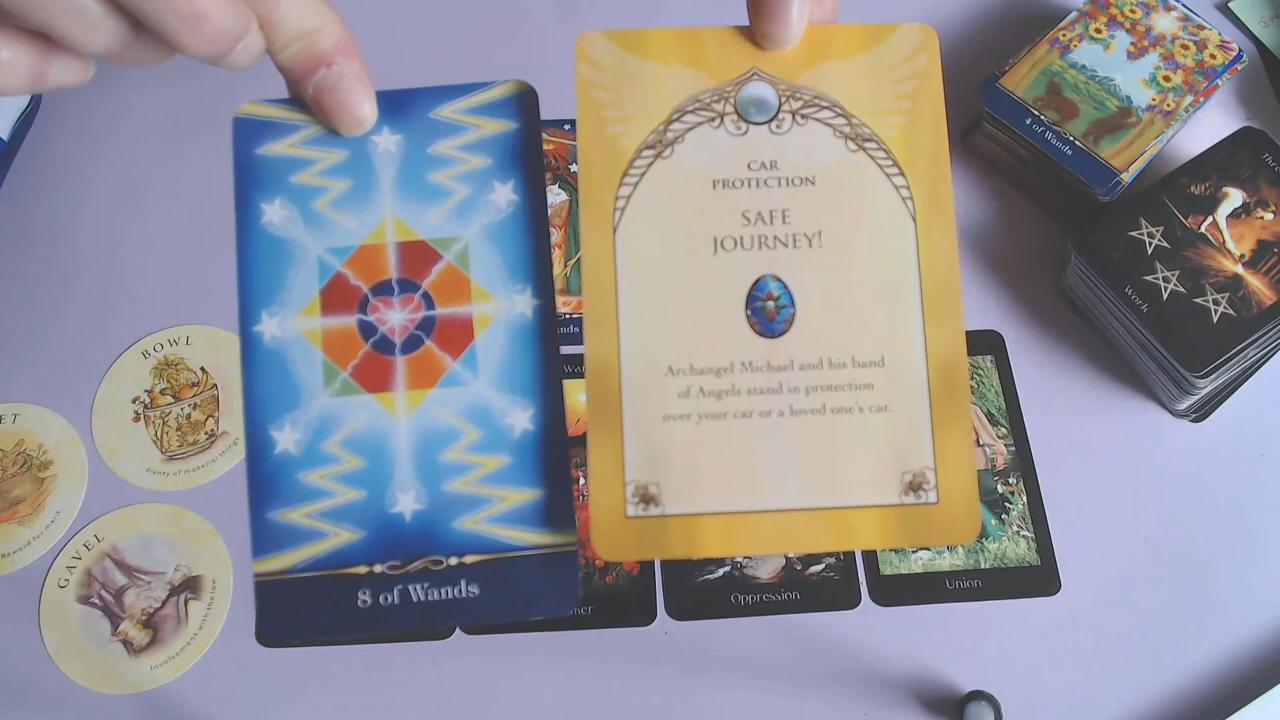 8 of Wands
CAR
PROTECTION
SAFE
JOURNEY!
Archangel Michael and his band
of Angels stand in protection
over your car or a loved one's car.
BOWL
plenty of material things
Reward for merit
GAVEL
Involvement with the law
Oppression
Union
4 of Wands
Work